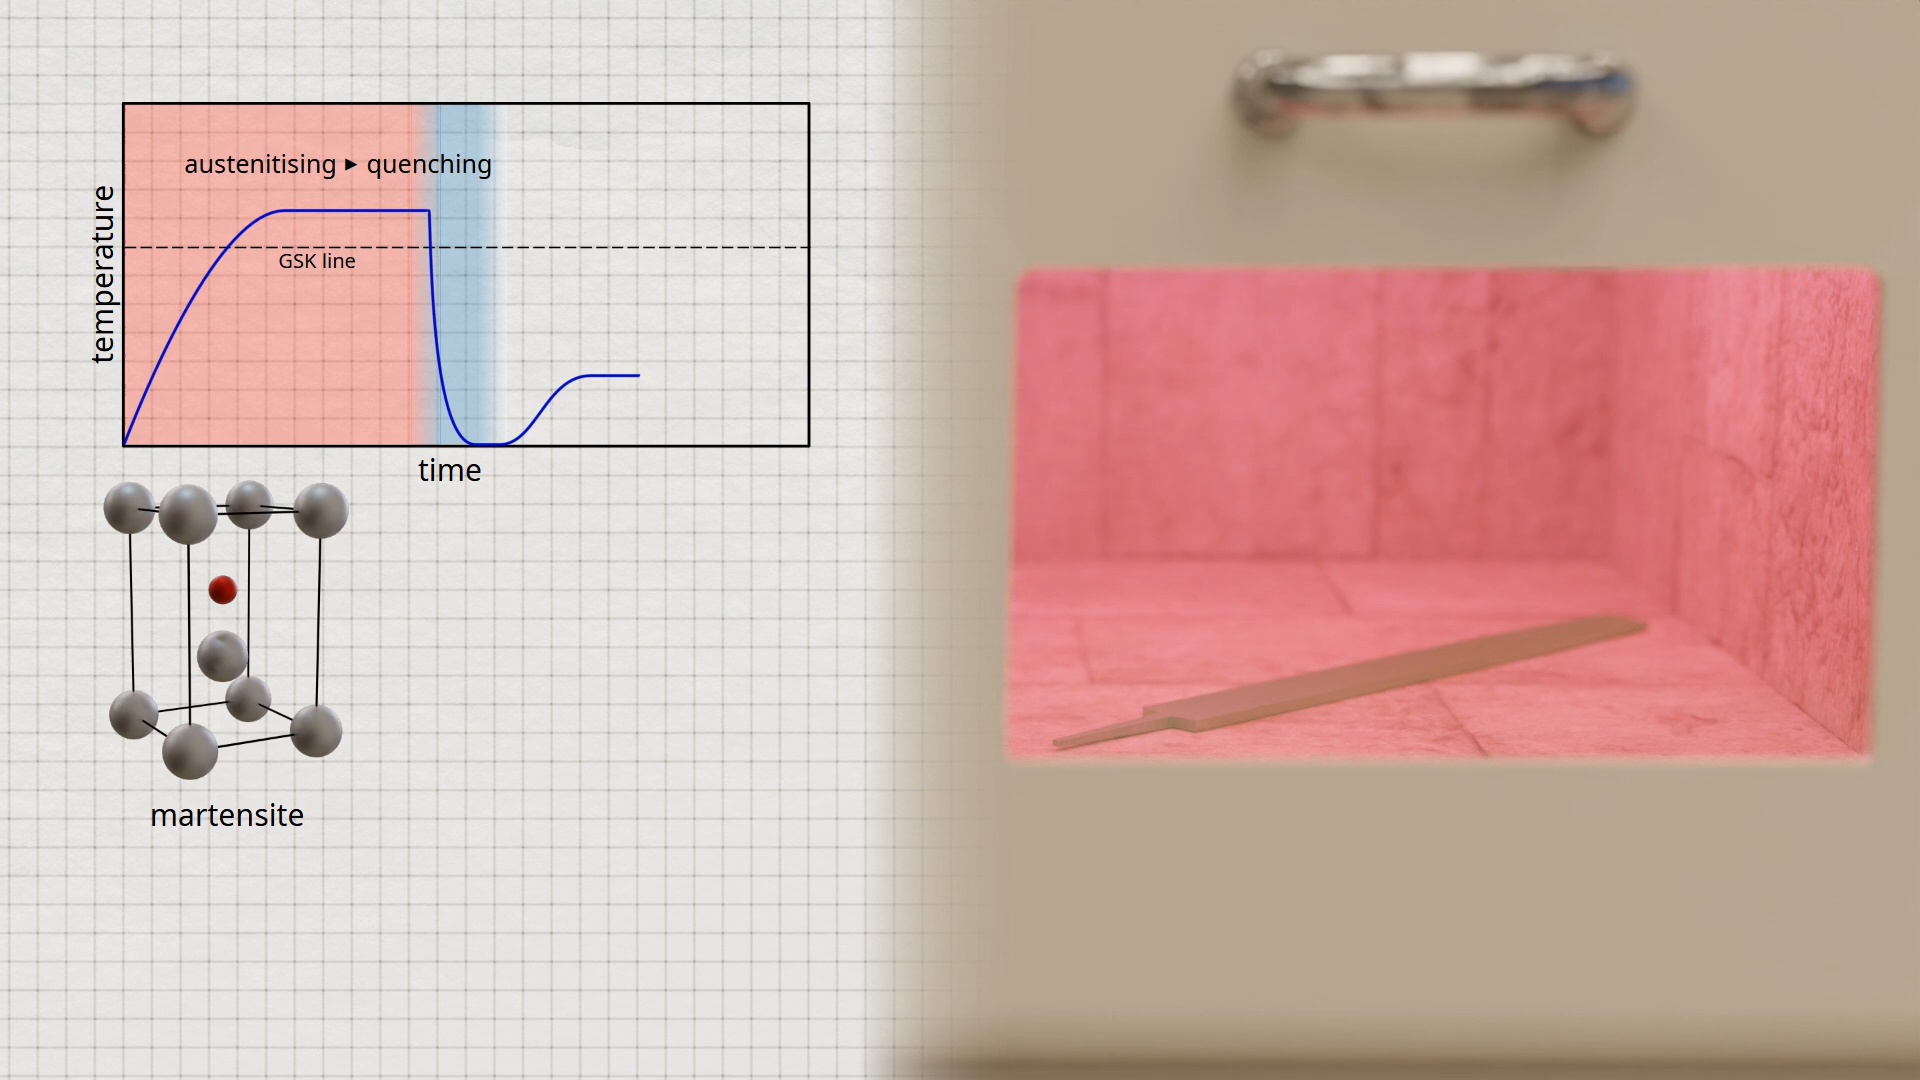 austenitising ► quenching
temperature
GSK line
time
martensite